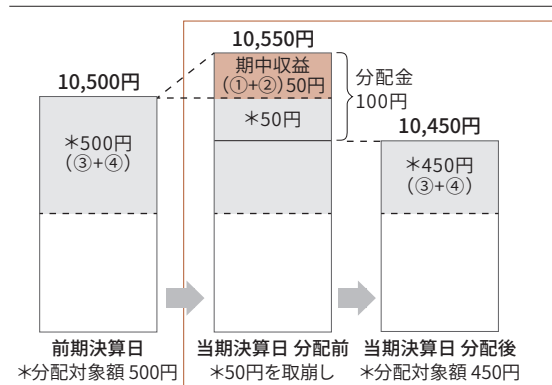 10,500円
＊500円
（③＋④）
前期決算日
＊分配対象額 500円
10,550円
期中収益
（①＋②）50円
＊50円
分配金
100円
当期決算日 分配前
＊50円を取崩し
10,450円
＊450円
（③＋④）
当期決算日 分配後
＊分配対象額 450円